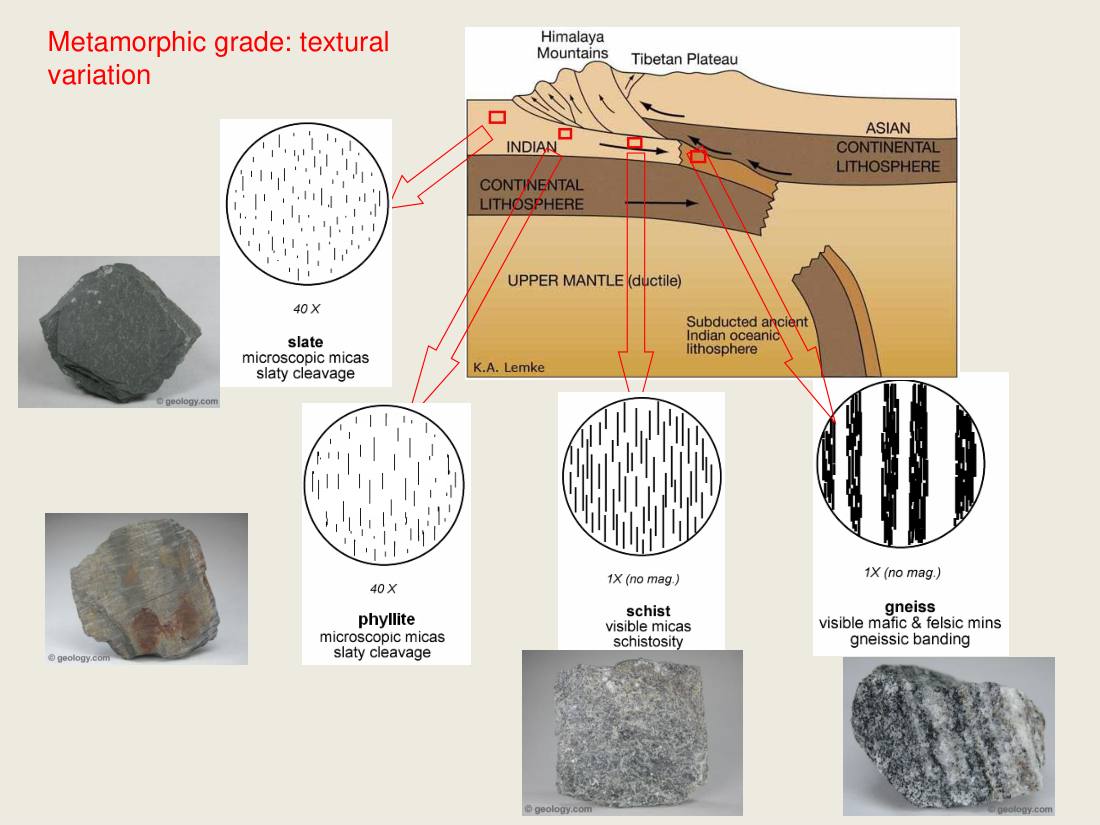 Metamorphic grade: textural
variation
Himalaya
Mountains
Tibetan Plateau
ASIAN
CONTINENTAL
LITHOSPHERE
INDIAN
CONTINENTAL
LITHOSPHERE
UPPER MANTLE (ductile)
Subducted ancient
Indian oceanic
lithosphere
K.A. Lemke
40 X
slate
microscopic micas
slaty cleavage
© geology.com
40 X
phyllite
microscopic micas
slaty cleavage
© geology.com
1X (no mag.)
schist
visible micas
schistosity
© geology.com
1X (no mag.)
gneiss
visible mafic & felsic mins
gneissic banding
© geology.com